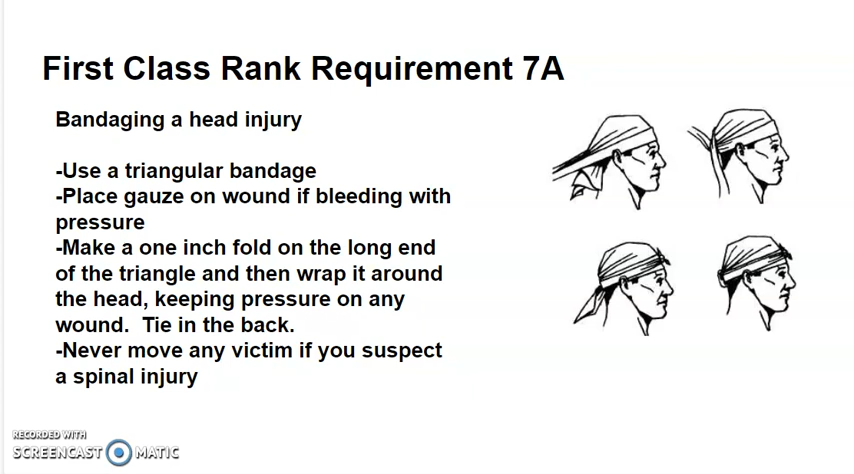 First Class Rank Requirement 7A
Bandaging a head injury
-Use a triangular bandage
-Place gauze on wound if bleeding with
pressure
-Make a one inch fold on the long end
of the triangle and then wrap it around
the head, keeping pressure on any
wound.  Tie in the back.
-Never move any victim if you suspect
a spinal injury
RECORDED WITH
SCREENCAST MATIC